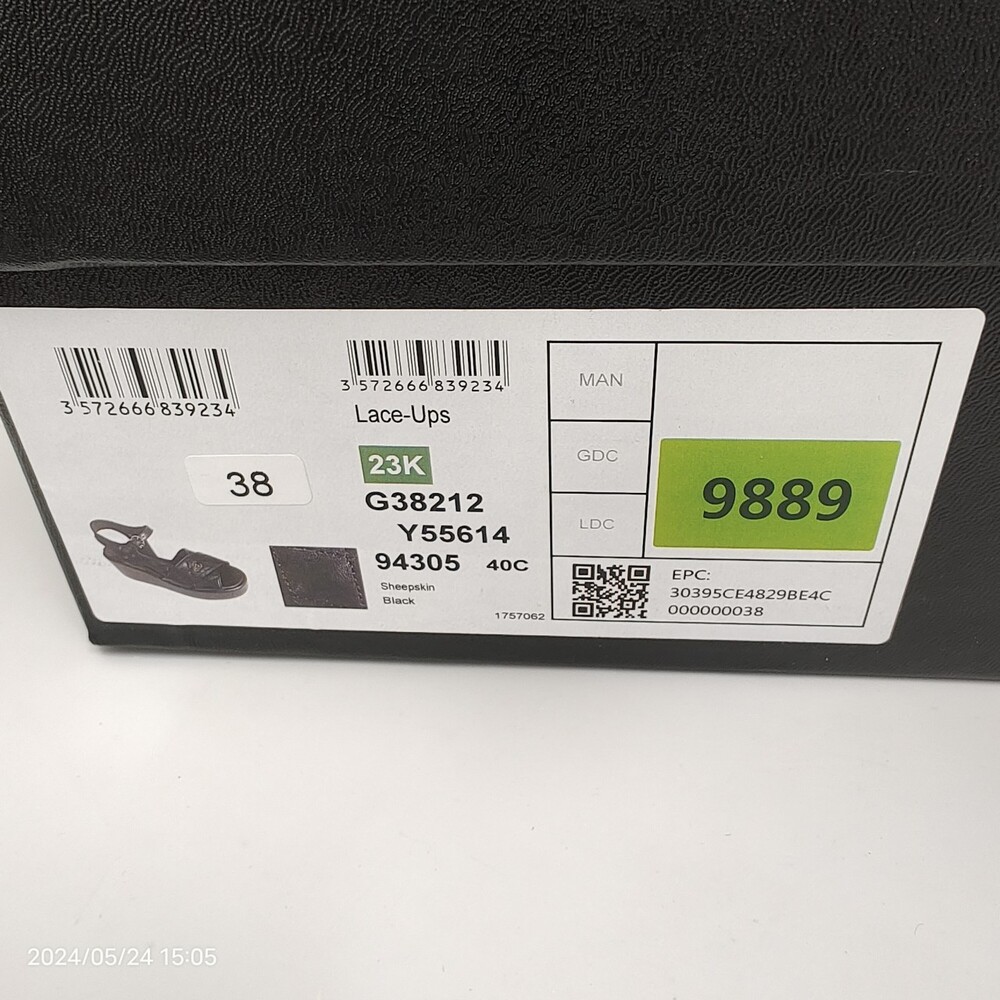 3 572666 839234
3 572666 839234
Lace-Ups
38
23K
G38212
Y55614
94305 40C
Sheepskin
Black
1757062
MAN
GDC
LDC
9889
EPC:
30395CE4829BE4C
000000038
2024/05/24 15:05